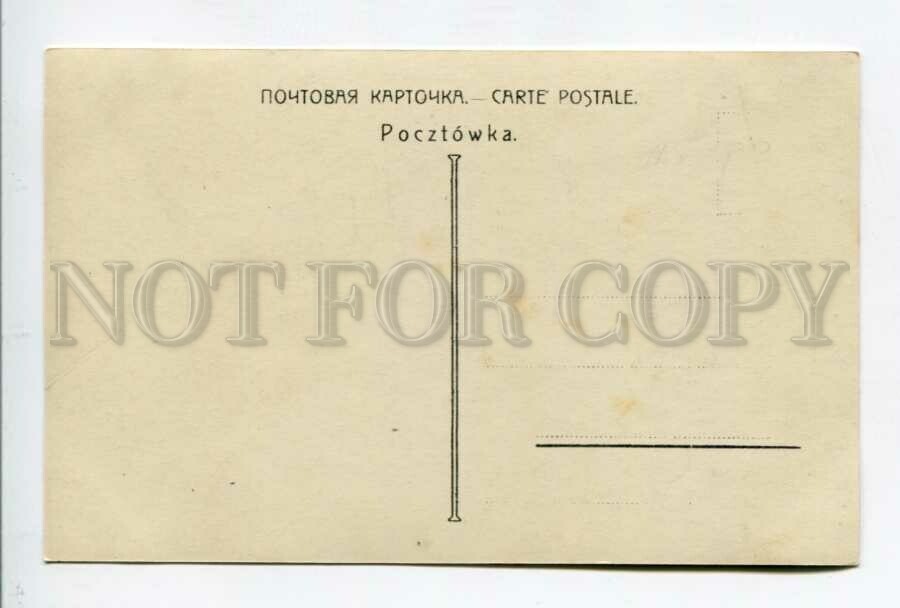 ПОЧТОВАЯ КАРТОЧКА.—CARTE POSTALE.
Pocztówka.
NOT FOR COPY